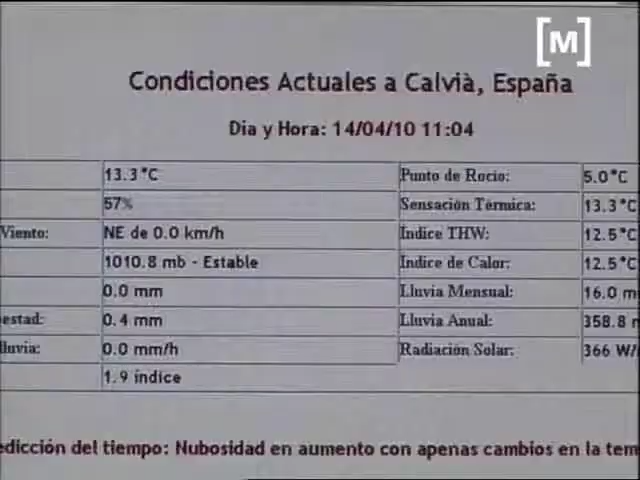 [M]
Condiciones Actuales a Calvià, España
Dia y Hora: 14/04/10 11:04
13.3°C Punto de Rocio: 5.0°C
57% Sensación Térmica: 13.3°C
Viento: NE de 0.0 km/h Índice THW: 12.5°C
1010.8 mb - Estable Indice de Calor: 12.5°C
0.0 mm Lluvia Mensual: 16.0 m
estad: 0.4 mm Lluvia Anual: 358.8
lluvia: 0.0 mm/h Radiación Solar: 366 W/
1.9 índice
edicción del tiempo: Nubosidad en aumento con apenas cambios en la tem